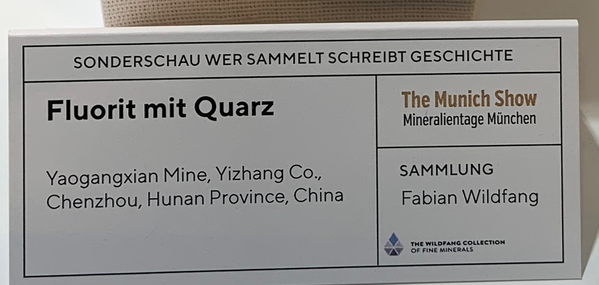 SONDERSCHAU WER SAMMELT SCHREIBT GESCHICHTE
Fluorit mit Quarz
Yaogangxian Mine, Yizhang Co.,
Chenzhou, Hunan Province, China
The Munich Show
Mineralientage München
SAMMLUNG
Fabian Wildfang
THE WILDFANG COLLECTION
OF FINE MINERALS